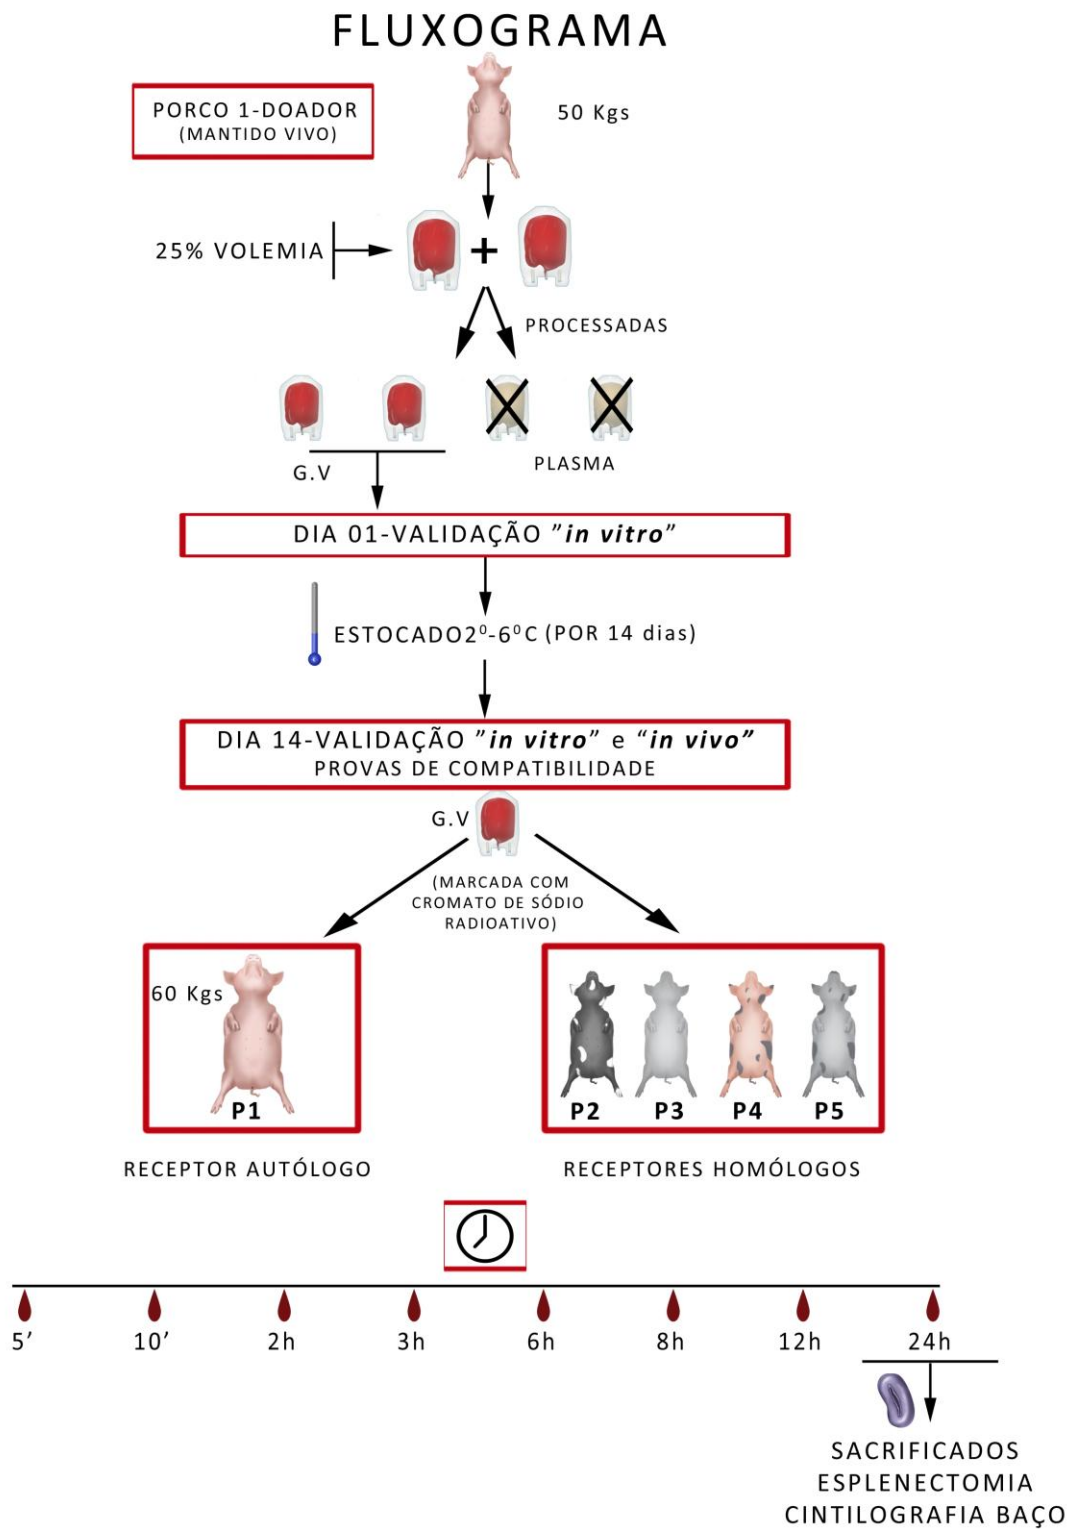 FLUXOGRAMA
PORCO 1-DOADOR
(MANTIDO VIVO)
50 Kgs
25% VOLEMIA
+
PROCESSADAS
G.V
PLASMA
DIA 01-VALIDAÇÃO ”in vitro”
ESTOCADO2⁰-6⁰C (POR 14 dias)
DIA 14-VALIDAÇÃO ”in vitro” e “in vivo”
PROVAS DE COMPATIBILIDADE
G.V
(MARCADA COM
CROMATO DE SÓDIO
RADIOATIVO)
60 Kgs
P1
P2 P3 P4 P5
RECEPTOR AUTÓLOGO
RECEPTORES HOMÓLOGOS
5’ 10’ 2h 3h 6h 8h 12h 24h
SACRIFICADOS
ESPLENECTOMIA
CINTILOGRAFIA BAÇO